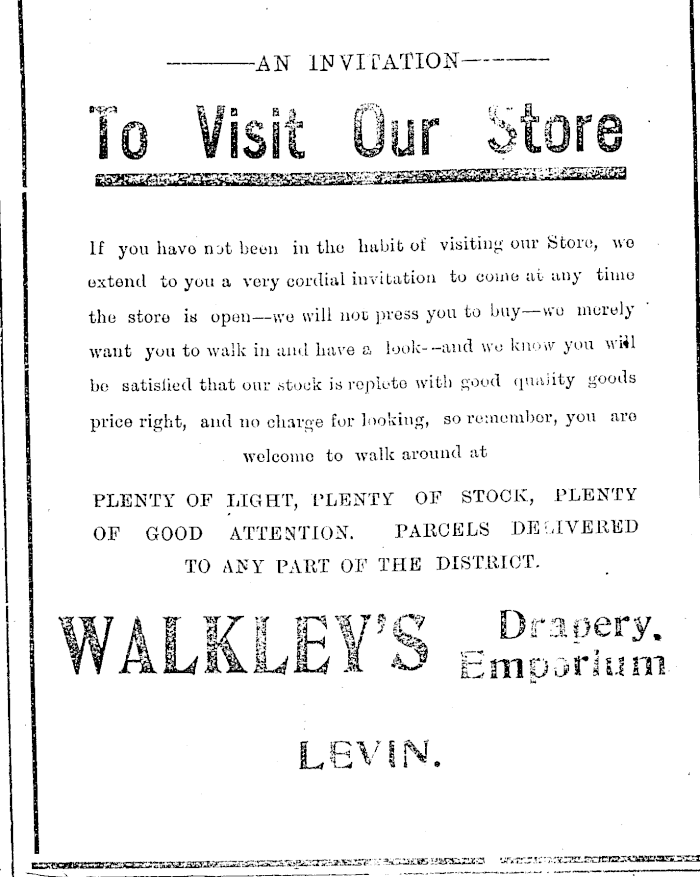 AN INVITATION
To Visit Our Store
If you have not been in the habit of visiting our Store, we
extend to you a very cordial invitation to come at any time
the store is open—we will not press you to buy—we merely
want you to walk in and have a look--and we know you will
be satisfied that our stock is replete with good quality goods
price right, and no charge for looking, so remember, you are
welcome to walk around at
PLENTY OF LIGHT, PLENTY OF STOCK, PLENTY
OF GOOD ATTENTION. PARCELS DELIVERED
TO ANY PART OF THE DISTRICT.
WALKLEY'S Drapery.
Emporium
LEVIN.